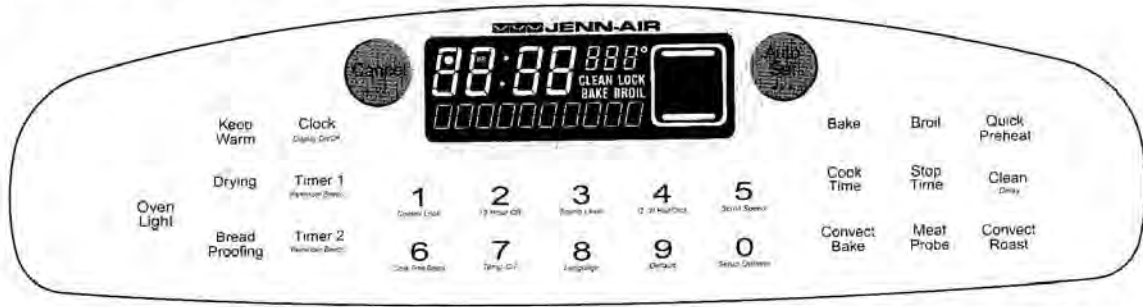 JENN-AIR
Cancel
88:88 888°
CLEAN LOCK
BAKE BROIL
Auto
Set
Keep
Warm
Clock
Display On/Off
Drying
Timer 1
Oven
Light
Bread
Proofing
Timer 2
1 2 3 4 5
Control Lock 12 Hour Off Sound Level Scroll Speed
6 7 8 9 0
Temp. C/F Language Default Setup Options
Bake Broil Quick
Preheat
Cook
Time
Stop
Time
Clean
Delay
Convect
Bake
Meat
Probe
Convect
Roast